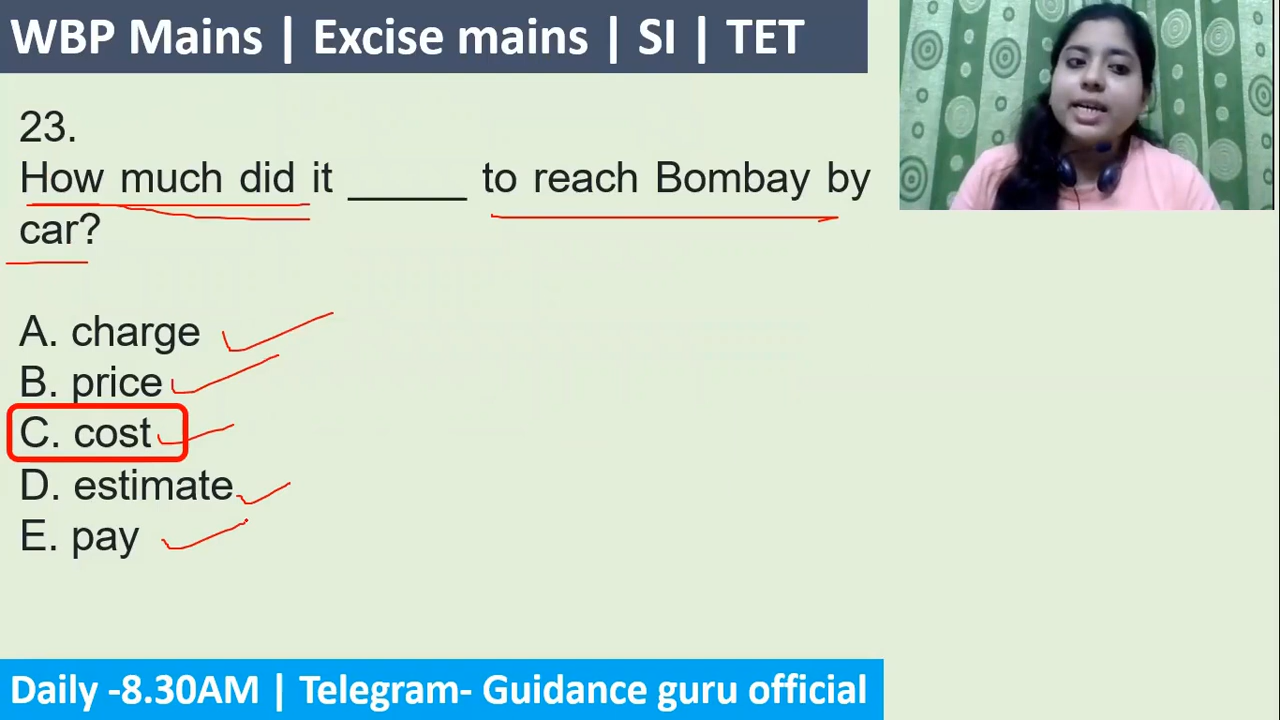 WBP Mains | Excise mains | SI | TET
23.
How much did it ______ to reach Bombay by
car?
A. charge
B. price
C. cost
D. estimate
E. pay
Daily -8.30AM | Telegram- Guidance guru official